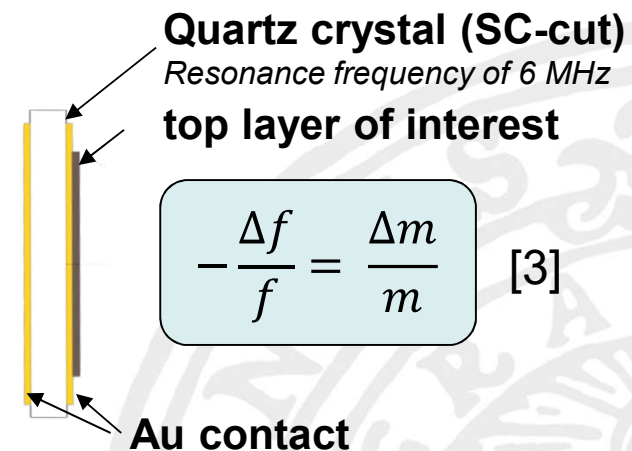 Quartz crystal (SC-cut)
Resonance frequency of 6 MHz
top layer of interest
−Δf/f = Δm/m [3]
Au contact